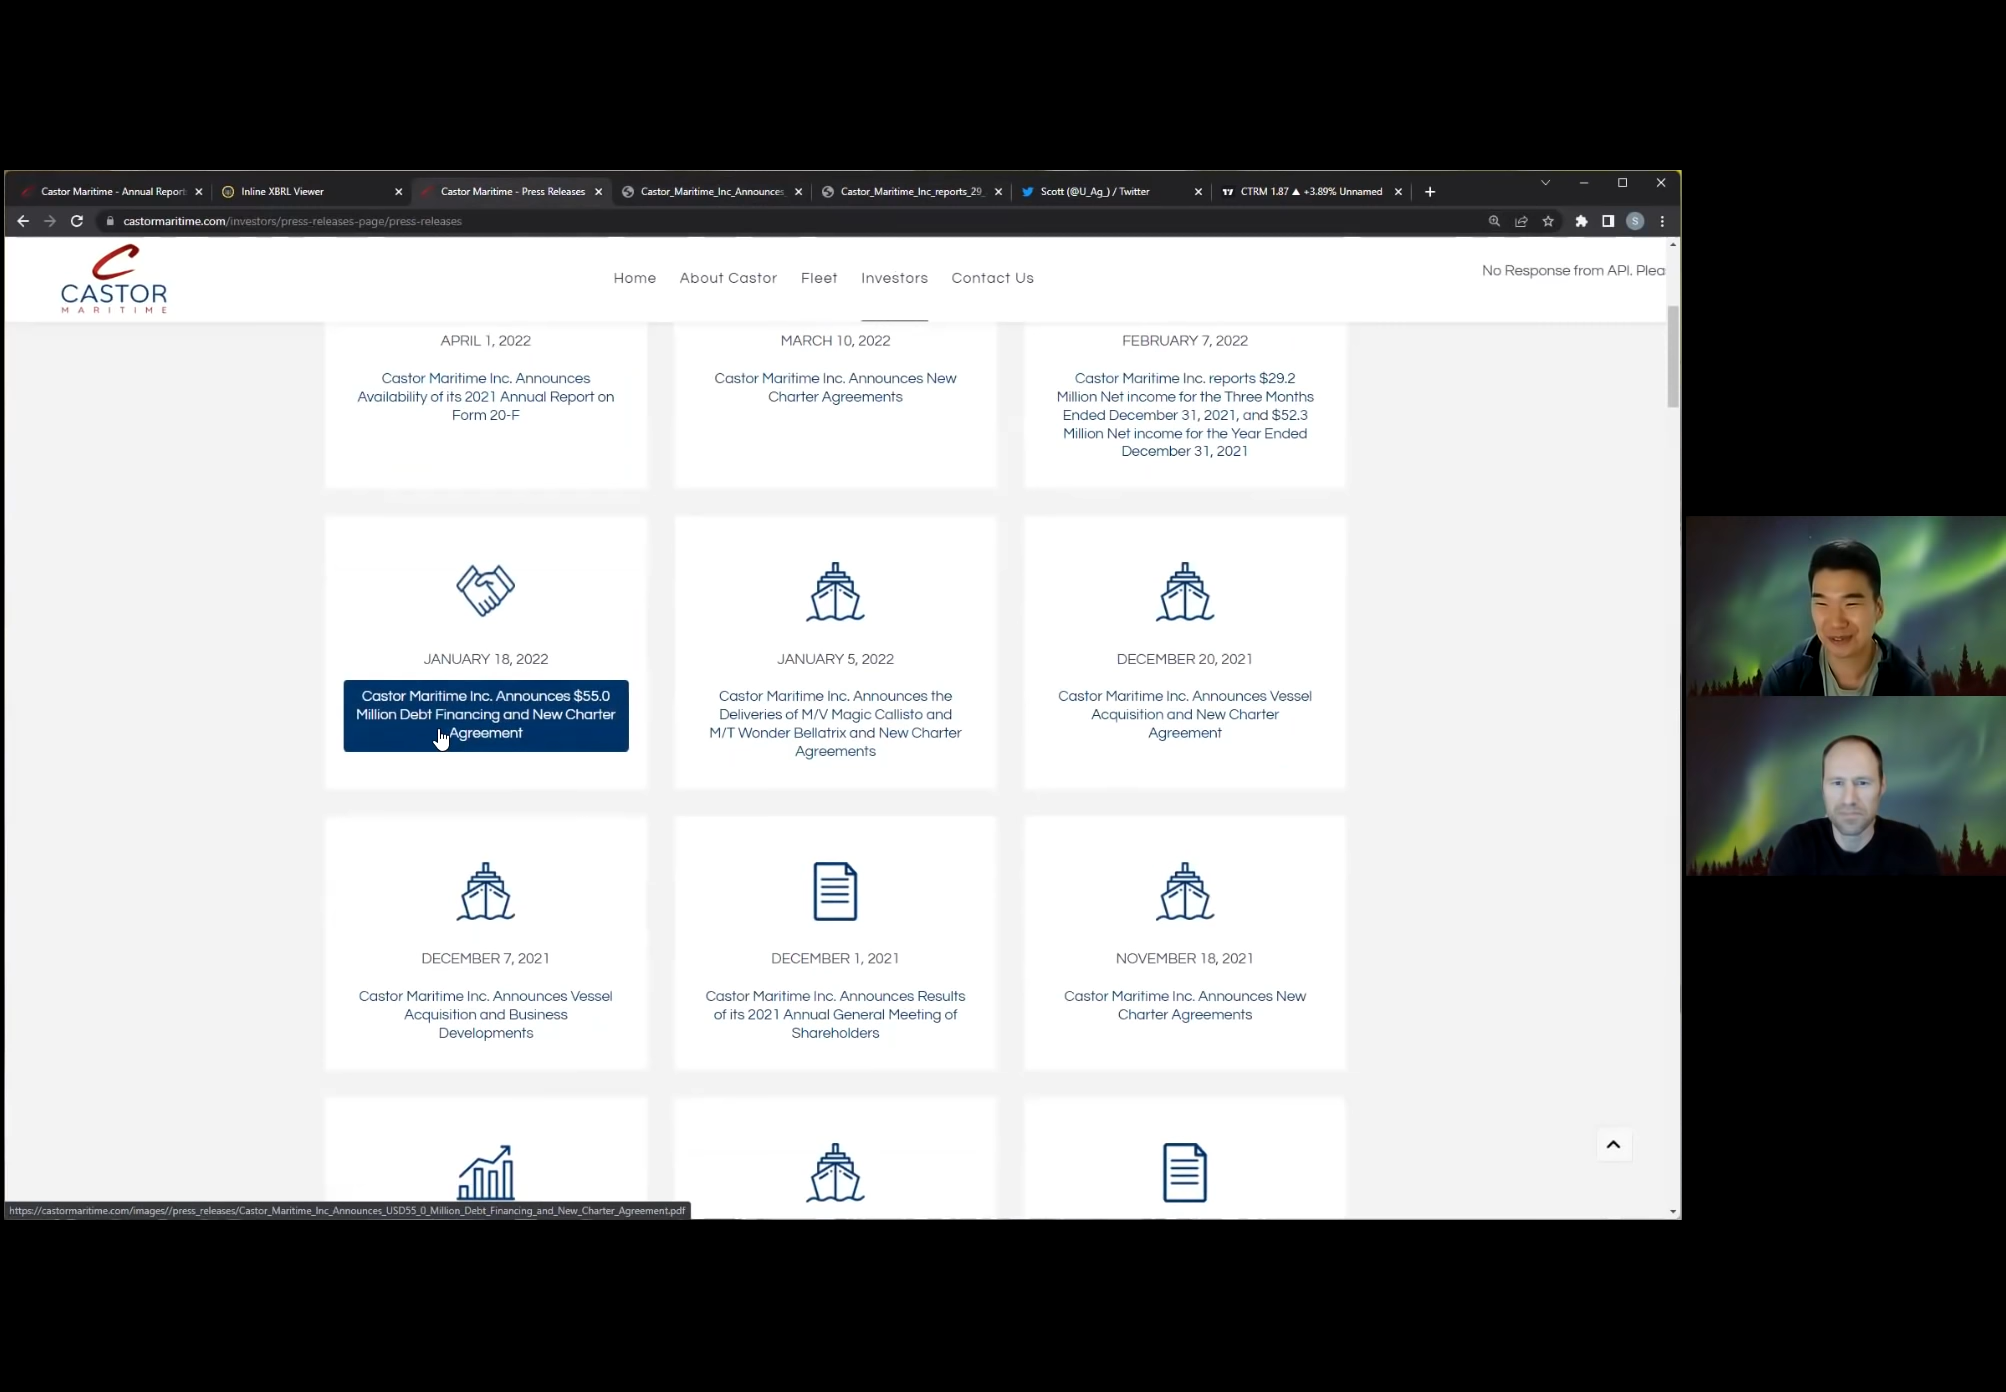 Castor Maritime - Annual Report
Inline XBRL Viewer
Castor Maritime - Press Releases
Castor_Maritime_Inc_Announces_
Castor_Maritime_Inc_reports_29_
Scott (@U_Ag_) / Twitter
CTRM 1.87 ▲ +3.89% Unnamed
castormaritime.com/investors/press-releases-page/press-releases
S
CASTOR
MARITIME
Home
About Castor
Fleet
Investors
Contact Us
No Response from API. Plea
APRIL 1, 2022
Castor Maritime Inc. Announces
Availability of its 2021 Annual Report on
Form 20-F
MARCH 10, 2022
Castor Maritime Inc. Announces New
Charter Agreements
FEBRUARY 7, 2022
Castor Maritime Inc. reports $29.2
Million Net income for the Three Months
Ended December 31, 2021, and $52.3
Million Net income for the Year Ended
December 31, 2021
JANUARY 18, 2022
Castor Maritime Inc. Announces $55.0
Million Debt Financing and New Charter
Agreement
JANUARY 5, 2022
Castor Maritime Inc. Announces the
Deliveries of M/V Magic Callisto and
M/T Wonder Bellatrix and New Charter
Agreements
DECEMBER 20, 2021
Castor Maritime Inc. Announces Vessel
Acquisition and New Charter
Agreement
DECEMBER 7, 2021
Castor Maritime Inc. Announces Vessel
Acquisition and Business
Developments
DECEMBER 1, 2021
Castor Maritime Inc. Announces Results
of its 2021 Annual General Meeting of
Shareholders
NOVEMBER 18, 2021
Castor Maritime Inc. Announces New
Charter Agreements
https://castormaritime.com/images//press_releases/Castor_Maritime_Inc_Announces_USD55_0_Million_Debt_Financing_and_New_Charter_Agreement.pdf